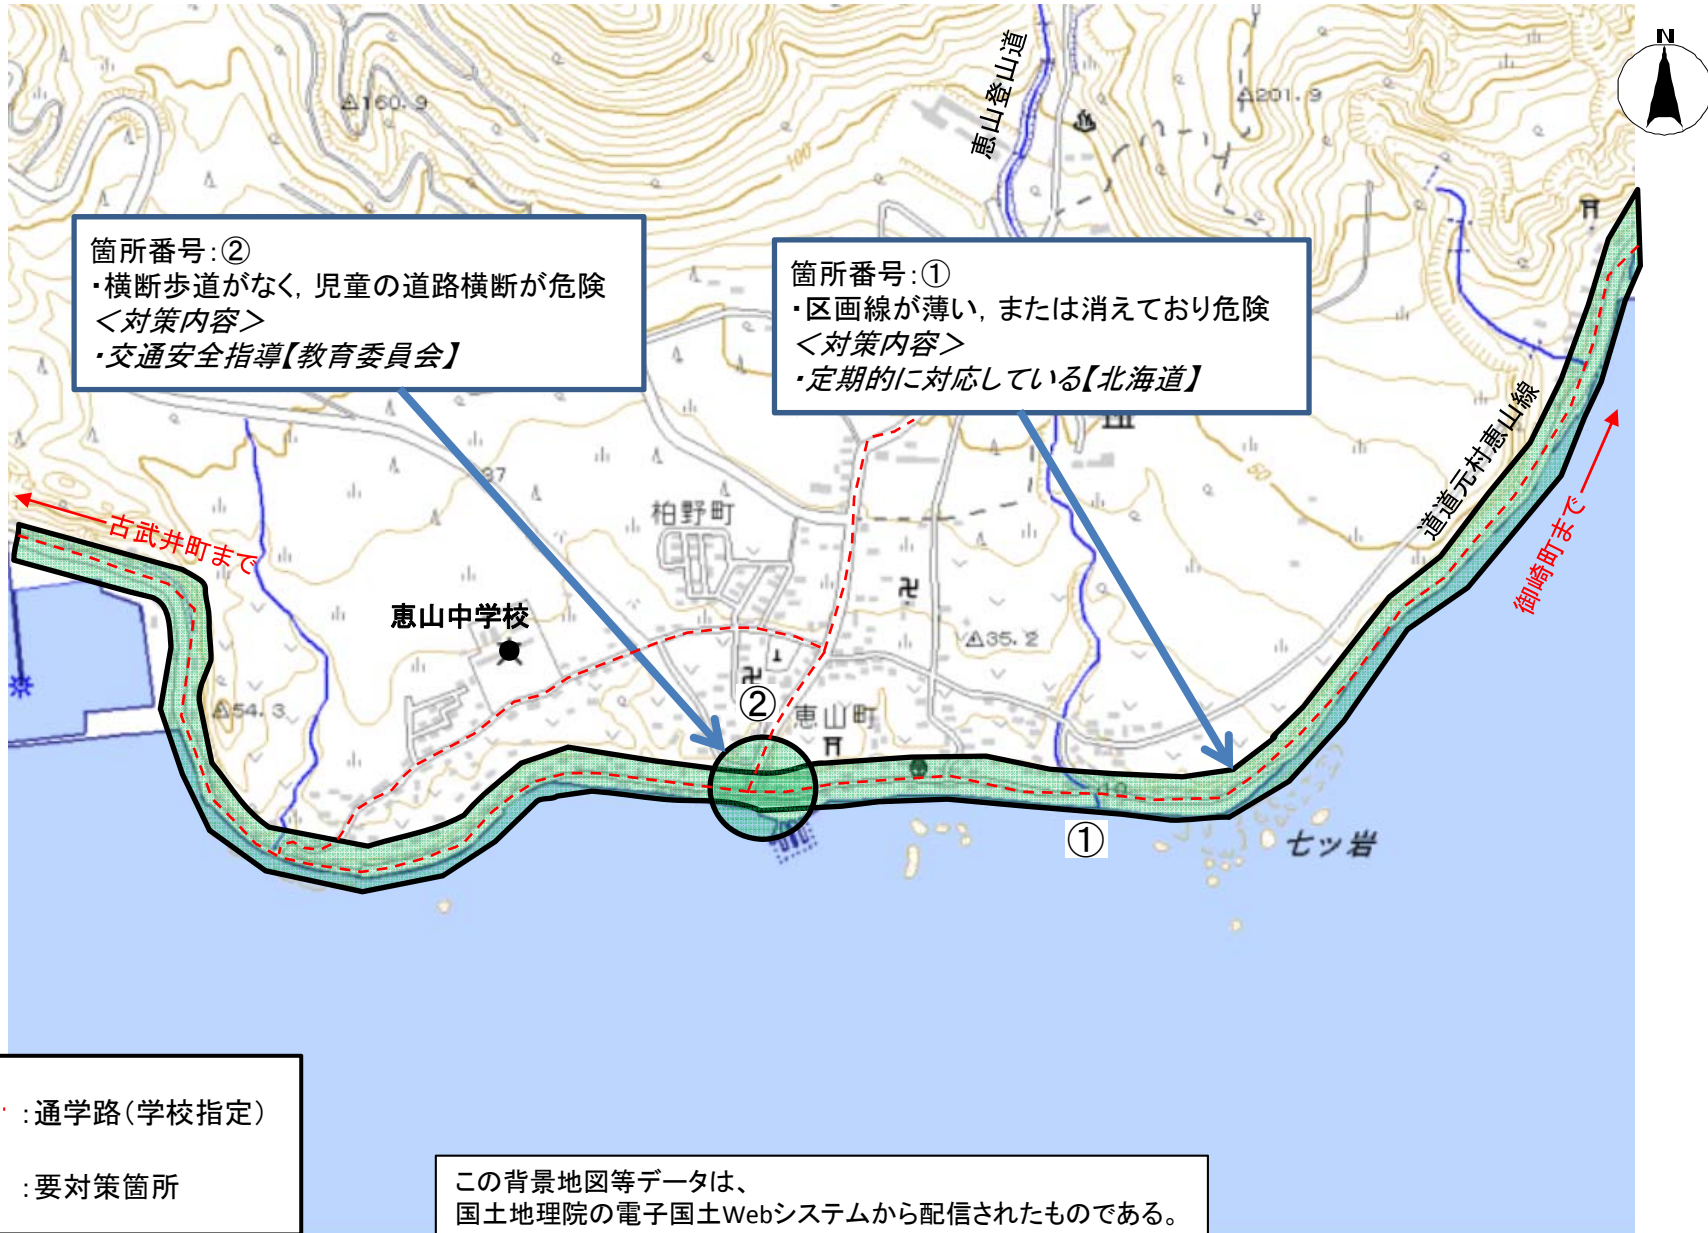 N
恵山登山道
160.9
201.9
100
箇所番号:②
・横断歩道がなく, 児童の道路横断が危険
＜対策内容＞
・交通安全指導【教育委員会】
箇所番号:①
・区画線が薄い, または消えており危険
＜対策内容＞
・定期的に対応している【北海道】
道道元村恵山線
50
37
柏野町
古武井町まで
御崎町まで
恵山中学校
35.2
54.3
②
恵山町
10
①
七ッ岩
:通学路(学校指定)
:要対策箇所
この背景地図等データは、
国土地理院の電子国土Webシステムから配信されたものである。